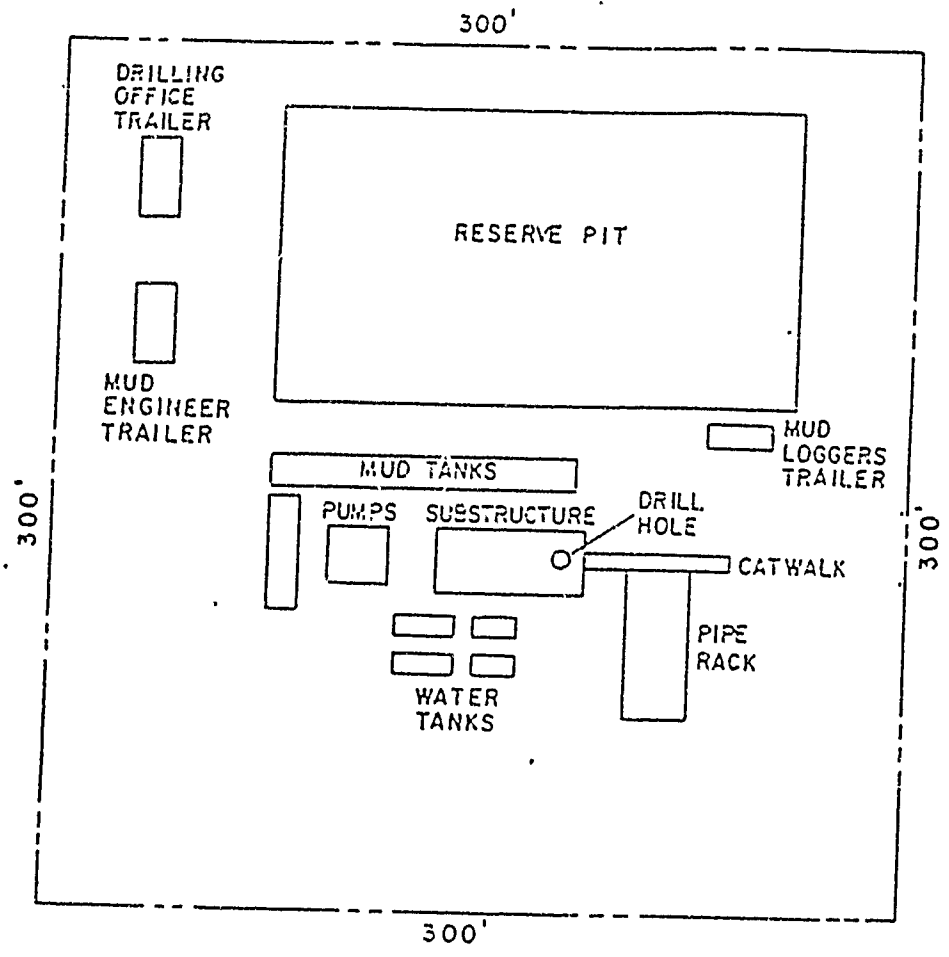 300'
DRILLING
OFFICE
TRAILER
RESERVE PIT
MUD
ENGINEER
TRAILER
MUD
LOGGERS
TRAILER
MUD TANKS
300'
PUMPS
SUBSTRUCTURE
DRILL
HOLE
300'
CATWALK
PIPE
RACK
WATER
TANKS
300'